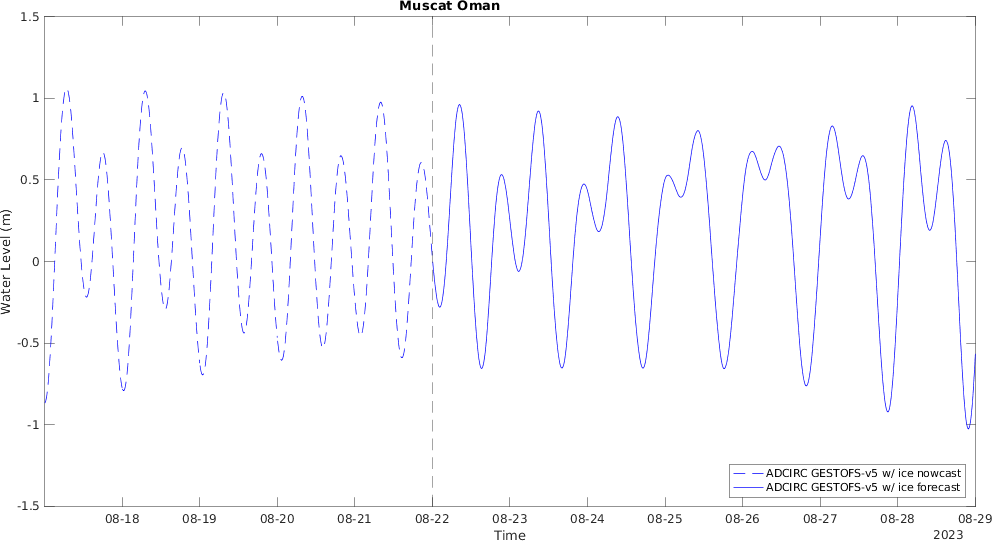 Muscat Oman
1.5
1
0.5
0
-0.5
-1
-1.5
Water Level (m)
08-18 08-19 08-20 08-21 08-22 08-23 08-24 08-25 08-26 08-27 08-28 08-29
Time
2023
ADCIRC GESTOFS-v5 w/ ice nowcast
ADCIRC GESTOFS-v5 w/ ice forecast